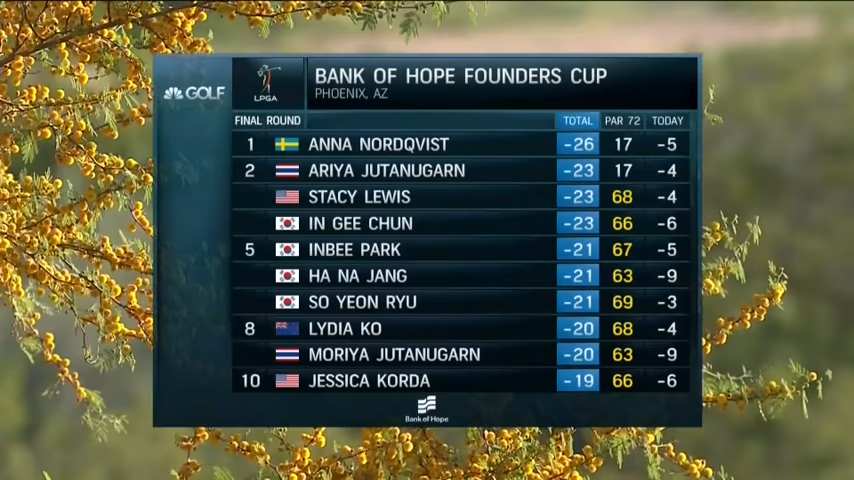 GOLF
LPGA
BANK OF HOPE FOUNDERS CUP
PHOENIX, AZ
FINAL ROUND TOTAL PAR 72 TODAY
1 ANNA NORDQVIST -26 17 -5
2 ARIYA JUTANUGARN -23 17 -4
STACY LEWIS -23 68 -4
IN GEE CHUN -23 66 -6
5 INBEE PARK -21 67 -5
HA NA JANG -21 63 -9
SO YEON RYU -21 69 -3
8 LYDIA KO -20 68 -4
MORIYA JUTANUGARN -20 63 -9
10 JESSICA KORDA -19 66 -6
Bank of Hope